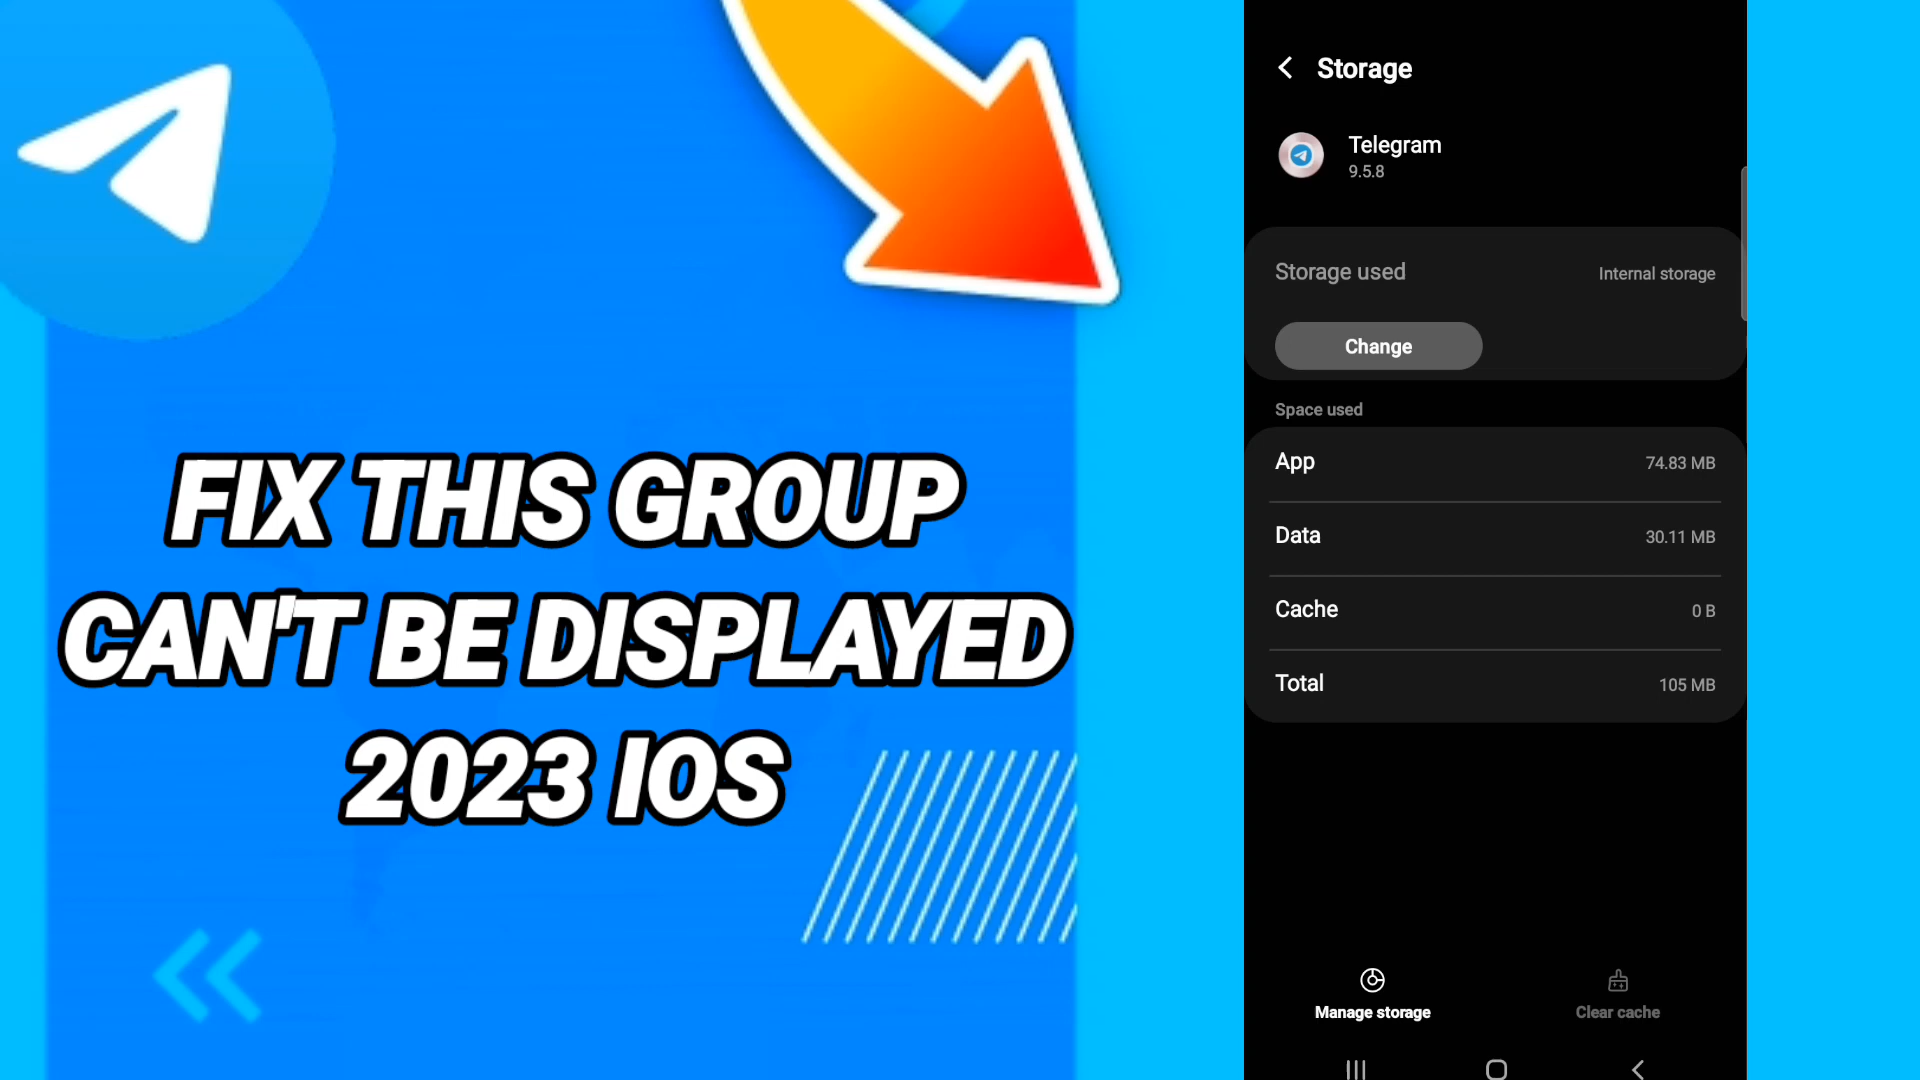 FIX THIS GROUP
CAN'T BE DISPLAYED
2023 IOS
Storage
Telegram
9.5.8
Storage used Internal storage
Change
Space used
App 74.83 MB
Data 30.11 MB
Cache 0 B
Total 105 MB
Manage storage Clear cache